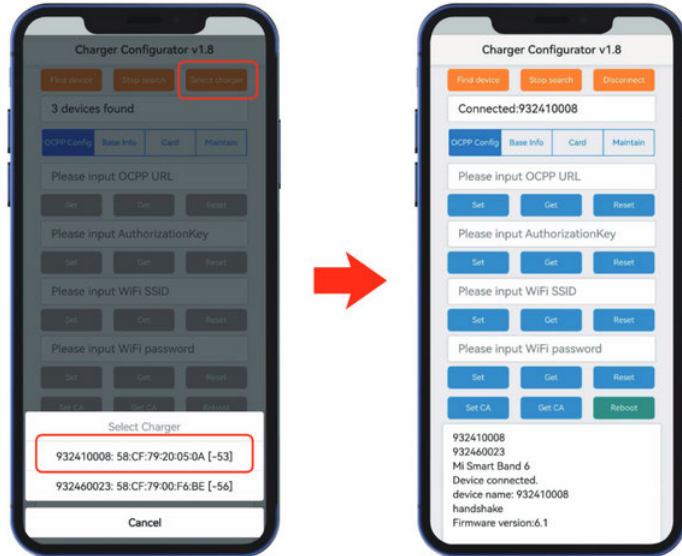 Charger Configurator v1.8
Find device Stop search Select charger
3 devices found
OCPP Config Base Info Card Maintain
Please input OCPP URL
Set Get Reset
Please input AuthorizationKey
Set Get Reset
Please input WiFi SSID
Set Get Reset
Please input WiFi password
Set Get Reset
Set CA Get CA Reboot
Select Charger
932410008: 58:CF:79:20:05:0A [-53]
932460023: 58:CF:79:00:F6:BE [-56]
Cancel
Charger Configurator v1.8
Find device Stop search Disconnect
Connected:932410008
OCPP Config Base Info Card Maintain
Please input OCPP URL
Set Get Reset
Please input AuthorizationKey
Set Get Reset
Please input WiFi SSID
Set Get Reset
Please input WiFi password
Set Get Reset
Set CA Get CA Reboot
932410008
932460023
Mi Smart Band 6
Device connected.
device name: 932410008
handshake
Firmware version:6.1